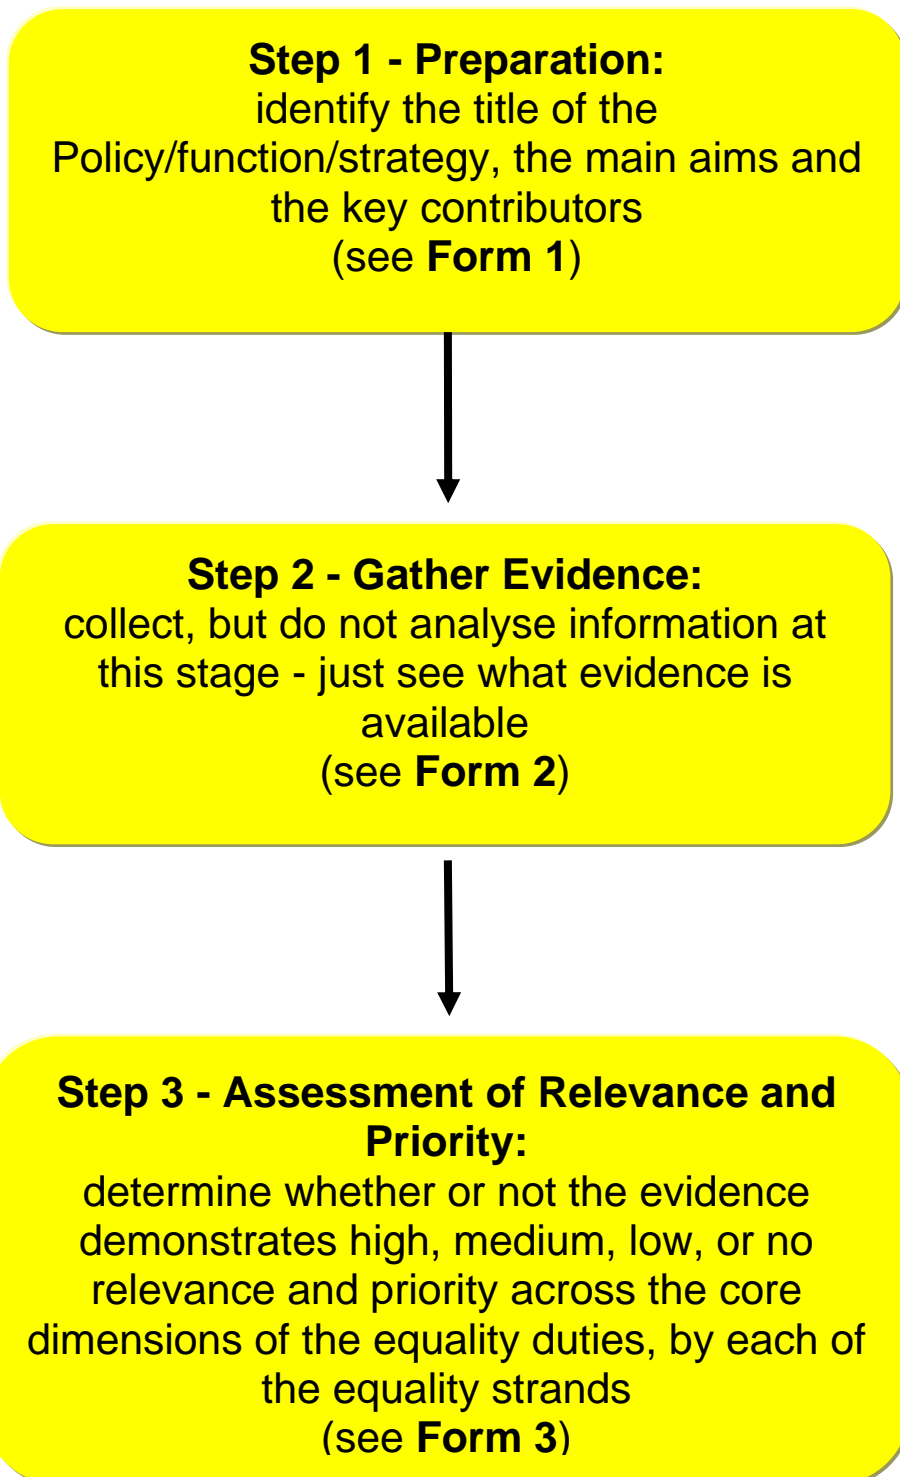 Step 1 - Preparation:
identify the title of the
Policy/function/strategy, the main aims and
the key contributors
(see Form 1)
Step 2 - Gather Evidence:
collect, but do not analyse information at
this stage - just see what evidence is
available
(see Form 2)
Step 3 - Assessment of Relevance and
Priority:
determine whether or not the evidence
demonstrates high, medium, low, or no
relevance and priority across the core
dimensions of the equality duties, by each of
the equality strands
(see Form 3)